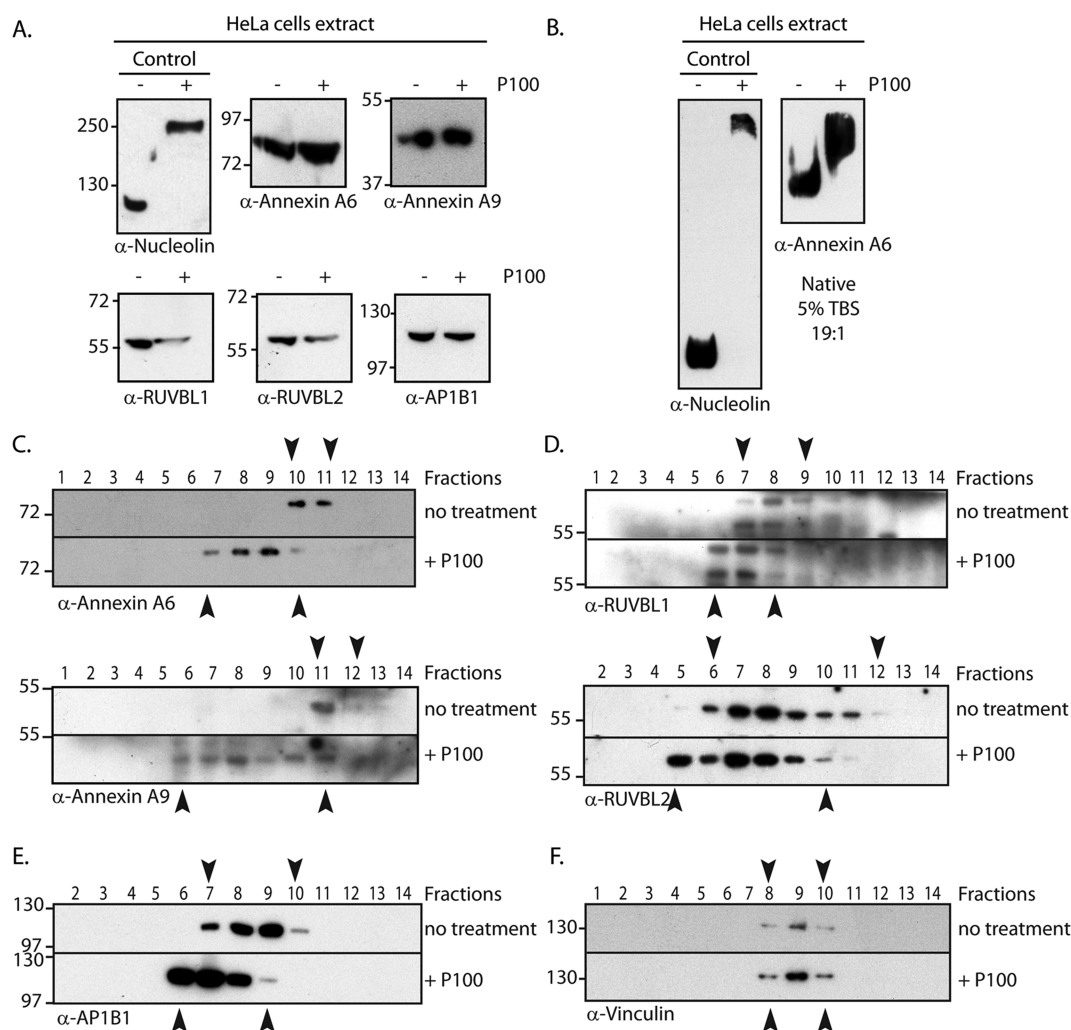 A.
HeLa cells extract
Control
- + - + - + P100
250
130
α-Nucleolin
97
72
α-Annexin A6
55
37
α-Annexin A9
- + - + - + P100
72
55
α-RUVBL1
72
55
α-RUVBL2
130
97
α-AP1B1
B.
HeLa cells extract
Control
- + - + P100
α-Nucleolin
α-Annexin A6
Native
5% TBS
19:1
C.
1 2 3 4 5 6 7 8 9 10 11 12 13 14 Fractions
72 no treatment
72 + P100
α-Annexin A6
1 2 3 4 5 6 7 8 9 10 11 12 13 14 Fractions
55 no treatment
55 + P100
α-Annexin A9
D.
1 2 3 4 5 6 7 8 9 10 11 12 13 14 Fractions
55 no treatment
55 + P100
α-RUVBL1
2 3 4 5 6 7 8 9 10 11 12 13 14 Fractions
55 no treatment
55 + P100
α-RUVBL2
E.
2 3 4 5 6 7 8 9 10 11 12 13 14 Fractions
130
97 no treatment
130
97 + P100
α-AP1B1
F.
1 2 3 4 5 6 7 8 9 10 11 12 13 14 Fractions
130 no treatment
130 + P100
α-Vinculin